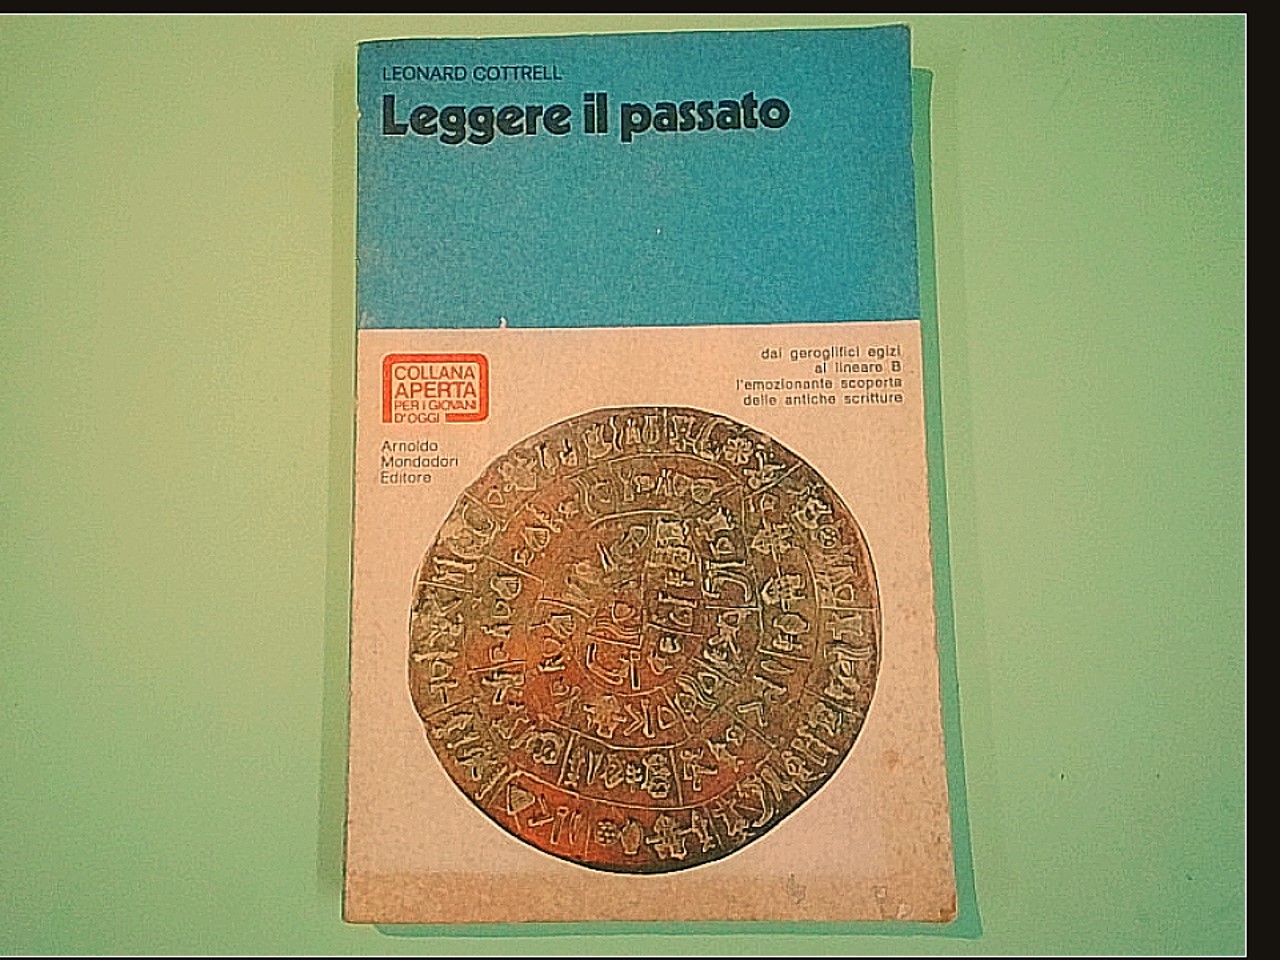 LEONARD COTTRELL
Leggere il passato
dai geroglifici egizi
al lineare B
l'emozionante scoperta
delle antiche scritture
COLLANA
APERTA
PER I GIOVANI
D'OGGI
Arnoldo
Mondadori
Editore